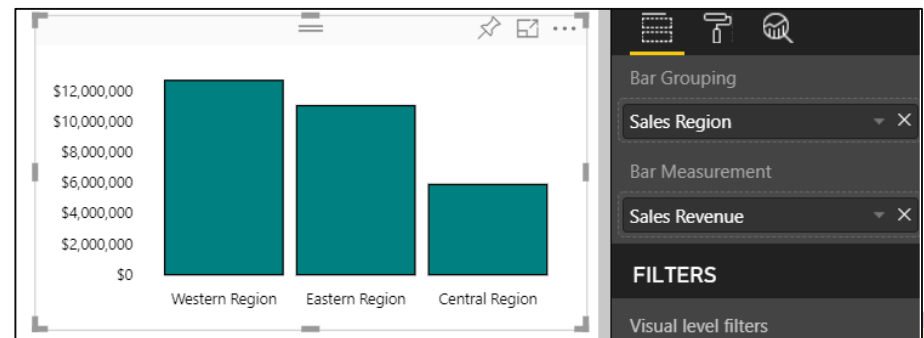 Bar Grouping
Sales Region
Bar Measurement
Sales Revenue
FILTERS
Visual level filters
$12,000,000
$10,000,000
$8,000,000
$6,000,000
$4,000,000
$2,000,000
$0
Western Region Eastern Region Central Region